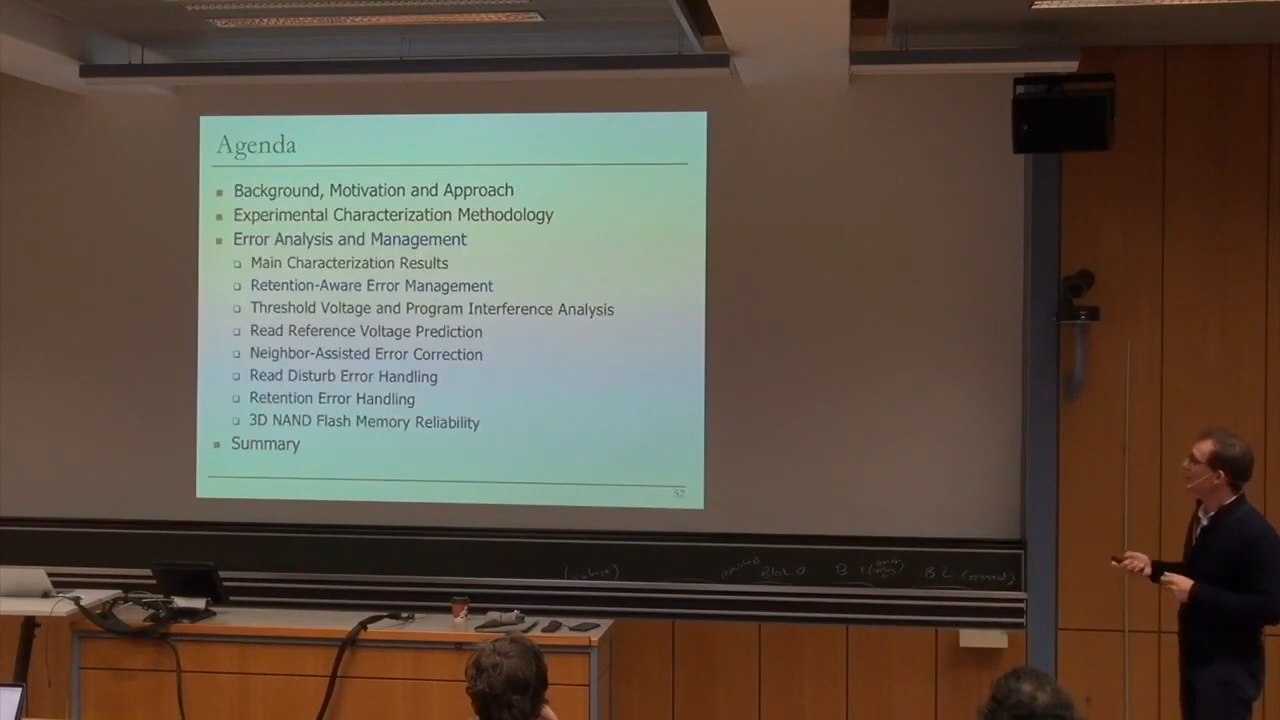 Agenda
Background, Motivation and Approach
Experimental Characterization Methodology
Error Analysis and Management
Main Characterization Results
Retention-Aware Error Management
Threshold Voltage and Program Interference Analysis
Read Reference Voltage Prediction
Neighbor-Assisted Error Correction
Read Disturb Error Handling
Retention Error Handling
3D NAND Flash Memory Reliability
Summary
52